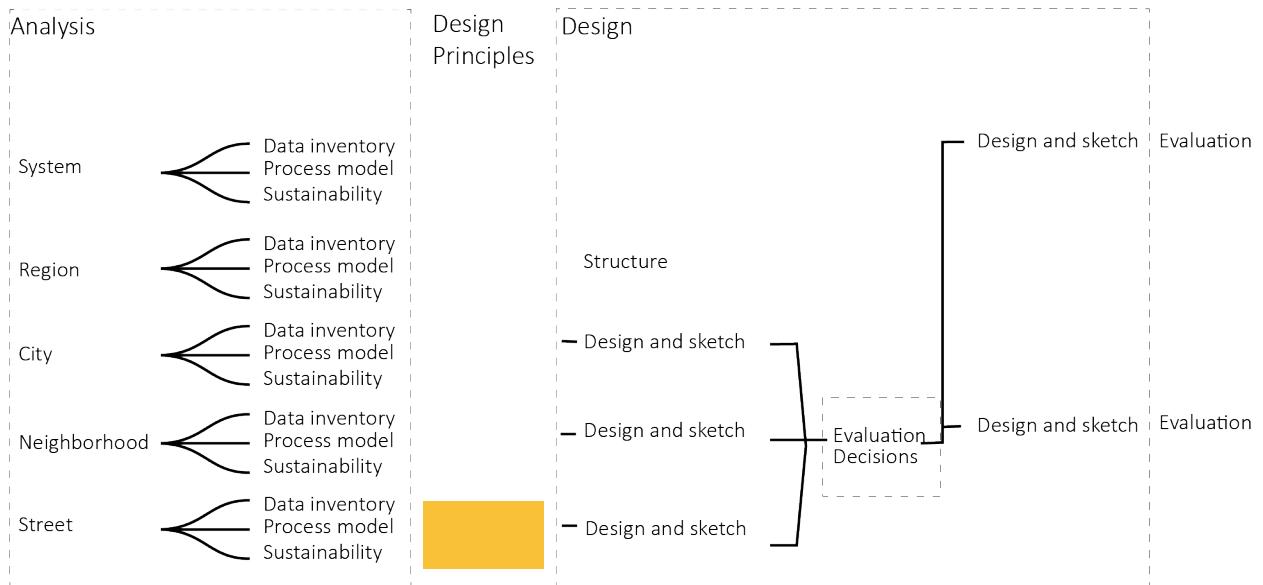 Analysis
Design
Principles
Design
System
Data inventory
Process model
Sustainability
Region
Data inventory
Process model
Sustainability
City
Data inventory
Process model
Sustainability
Neighborhood
Data inventory
Process model
Sustainability
Street
Data inventory
Process model
Sustainability
Structure
Design and sketch
Design and sketch
Design and sketch
Evaluation
Decisions
Design and sketch
Evaluation
Design and sketch
Evaluation